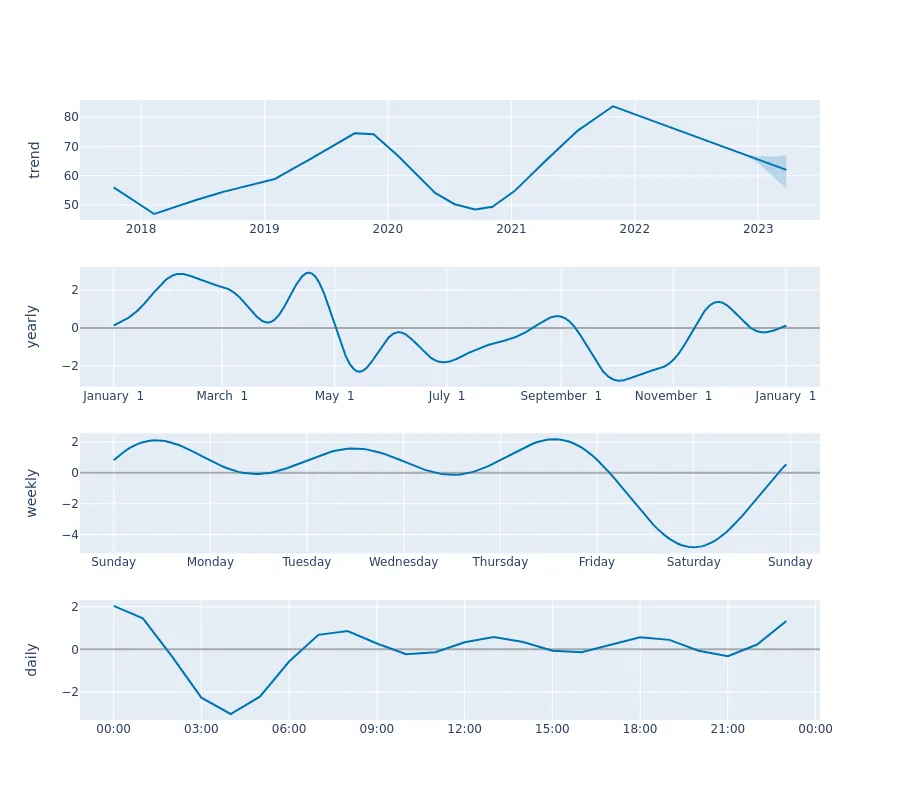 trend
80
70
60
50
2018 2019 2020 2021 2022 2023
yearly
2
0
−2
January 1 March 1 May 1 July 1 September 1 November 1 January 1
weekly
2
0
−2
−4
Sunday Monday Tuesday Wednesday Thursday Friday Saturday Sunday
daily
2
0
−2
00:00 03:00 06:00 09:00 12:00 15:00 18:00 21:00 00:00